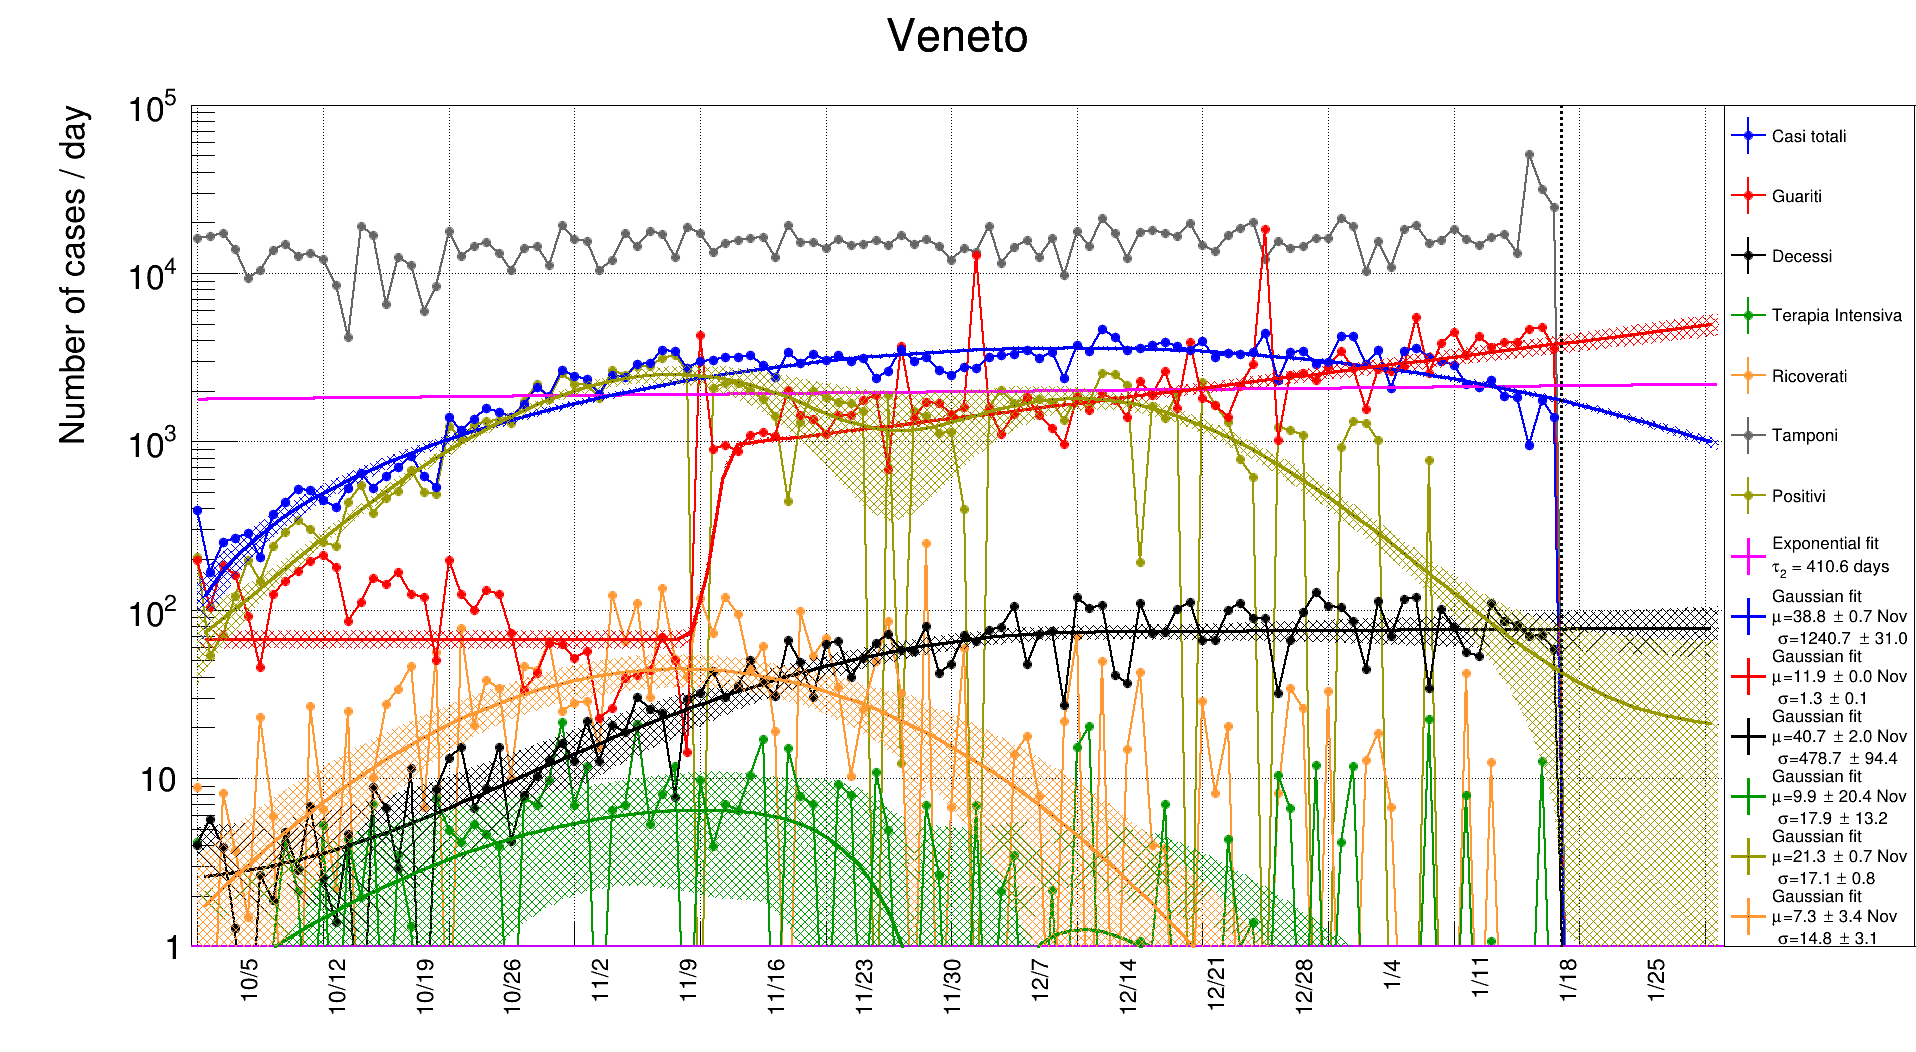 Veneto
Number of cases / day
10^5
10^4
10^3
10^2
10
1
10/5
10/12
10/19
10/26
11/2
11/9
11/16
11/23
11/30
12/7
12/14
12/21
12/28
1/4
1/11
1/18
1/25
Casi totali
Guariti
Decessi
Terapia Intensiva
Ricoverati
Tamponi
Positivi
Exponential fit
τ_2 = 410.6 days
Gaussian fit
μ=38.8 ± 0.7 Nov
σ=1240.7 ± 31.0
Gaussian fit
μ=11.9 ± 0.0 Nov
σ=1.3 ± 0.1
Gaussian fit
μ=40.7 ± 2.0 Nov
σ=478.7 ± 94.4
Gaussian fit
μ=9.9 ± 20.4 Nov
σ=17.9 ± 13.2
Gaussian fit
μ=21.3 ± 0.7 Nov
σ=17.1 ± 0.8
Gaussian fit
μ=7.3 ± 3.4 Nov
σ=14.8 ± 3.1